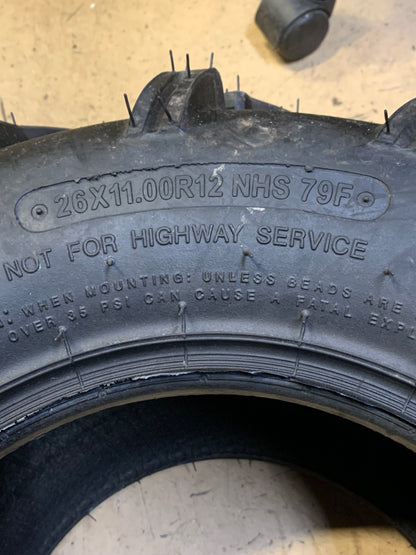 26X11.00R12 NHS 79F
NOT FOR HIGHWAY SERVICE
WHEN MOUNTING: UNLESS BEADS ARE
OVER 35 PSI CAN CAUSE A FATAL